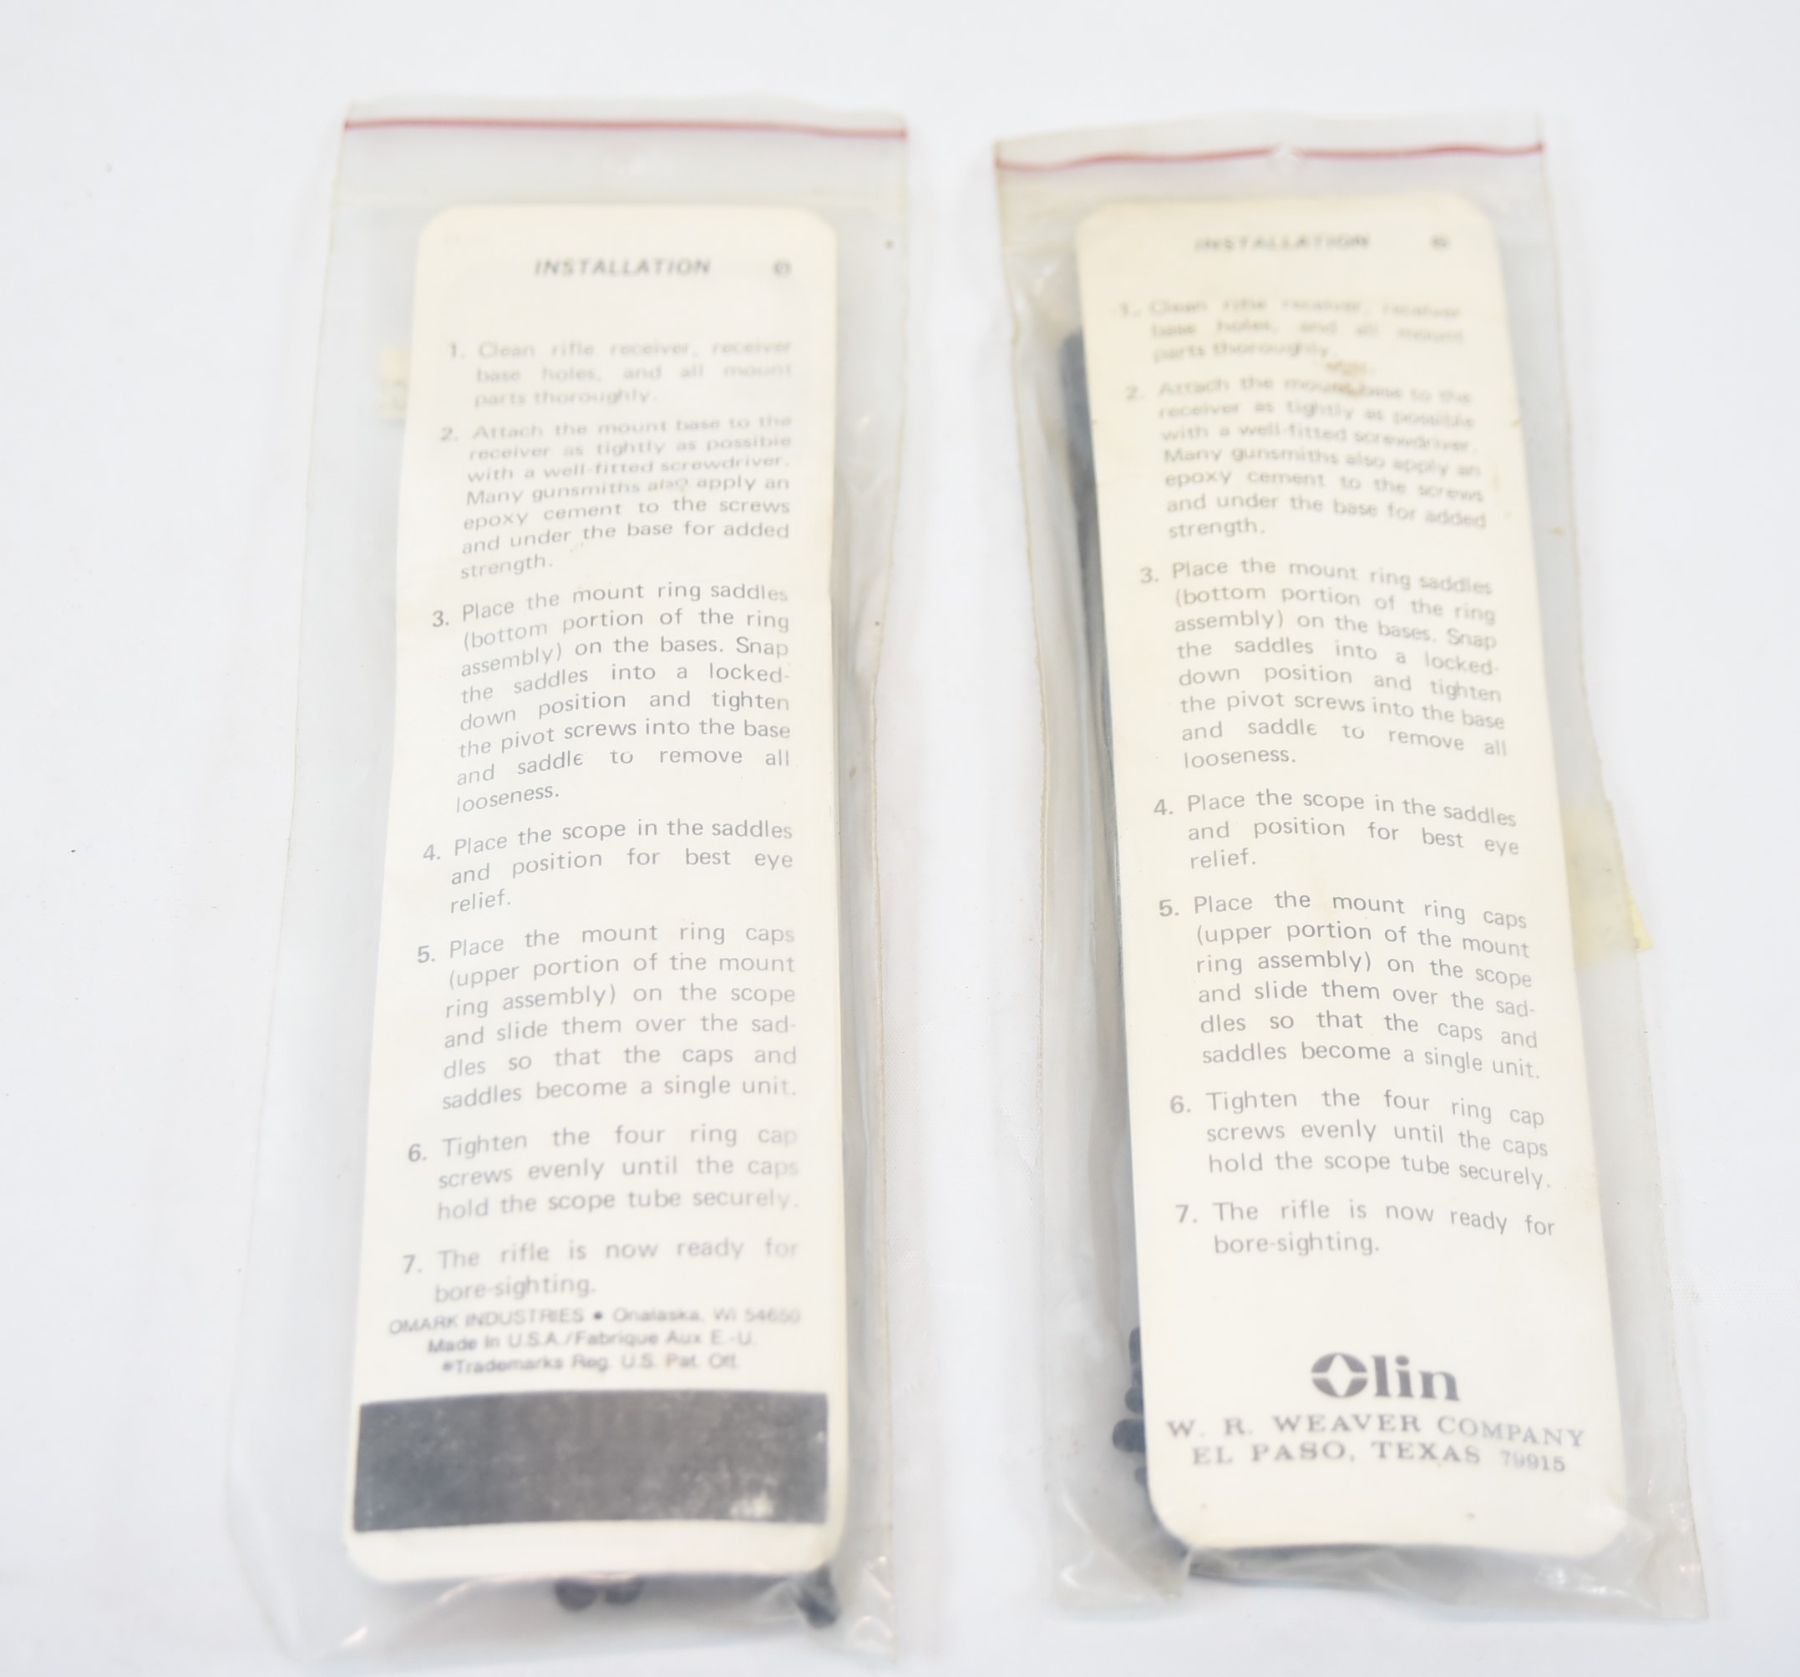 INSTALLATION
1. Clean rifle receiver, receiver
base holes, and all mount
parts thoroughly.
2. Attach the mount base to the
receiver as tightly as possible
with a well-fitted screwdriver.
Many gunsmiths also apply an
epoxy cement to the screws
and under the base for added
strength.
3. Place the mount ring saddles
(bottom portion of the ring
assembly) on the bases. Snap
the saddles into a locked-
down position and tighten
the pivot screws into the base
and saddle to remove all
looseness.
4. Place the scope in the saddles
and position for best eye
relief.
5. Place the mount ring caps
(upper portion of the mount
ring assembly) on the scope
and slide them over the sad-
dles so that the caps and
saddles become a single unit.
6. Tighten the four ring cap
screws evenly until the caps
hold the scope tube securely.
7. The rifle is now ready for
bore-sighting.
OMARK INDUSTRIES • Onalaska, Wi 54650
Made In U.S.A./Fabrique Aux E.-U.
Trademarks Reg. U.S. Pat. Off.
INSTALLATION
1. Clean rifle receiver, receiver
base holes, and all mount
parts thoroughly.
2. Attach the mount base to the
receiver as tightly as possible
with a well-fitted screwdriver.
Many gunsmiths also apply an
epoxy cement to the screws
and under the base for added
strength.
3. Place the mount ring saddles
(bottom portion of the ring
assembly) on the bases. Snap
the saddles into a locked-
down position and tighten
the pivot screws into the base
and saddle to remove all
looseness.
4. Place the scope in the saddles
and position for best eye
relief.
5. Place the mount ring caps
(upper portion of the mount
ring assembly) on the scope
and slide them over the sad-
dles so that the caps and
saddles become a single unit.
6. Tighten the four ring cap
screws evenly until the caps
hold the scope tube securely.
7. The rifle is now ready for
bore-sighting.
Olin
W. R. WEAVER COMPANY
EL PASO, TEXAS 79915